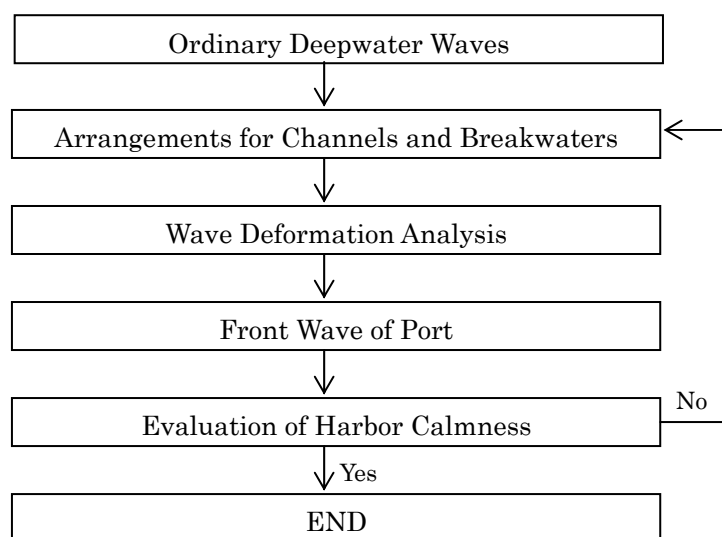 Ordinary Deepwater Waves
Arrangements for Channels and Breakwaters
Wave Deformation Analysis
Front Wave of Port
Evaluation of Harbor Calmness
No
Yes
END